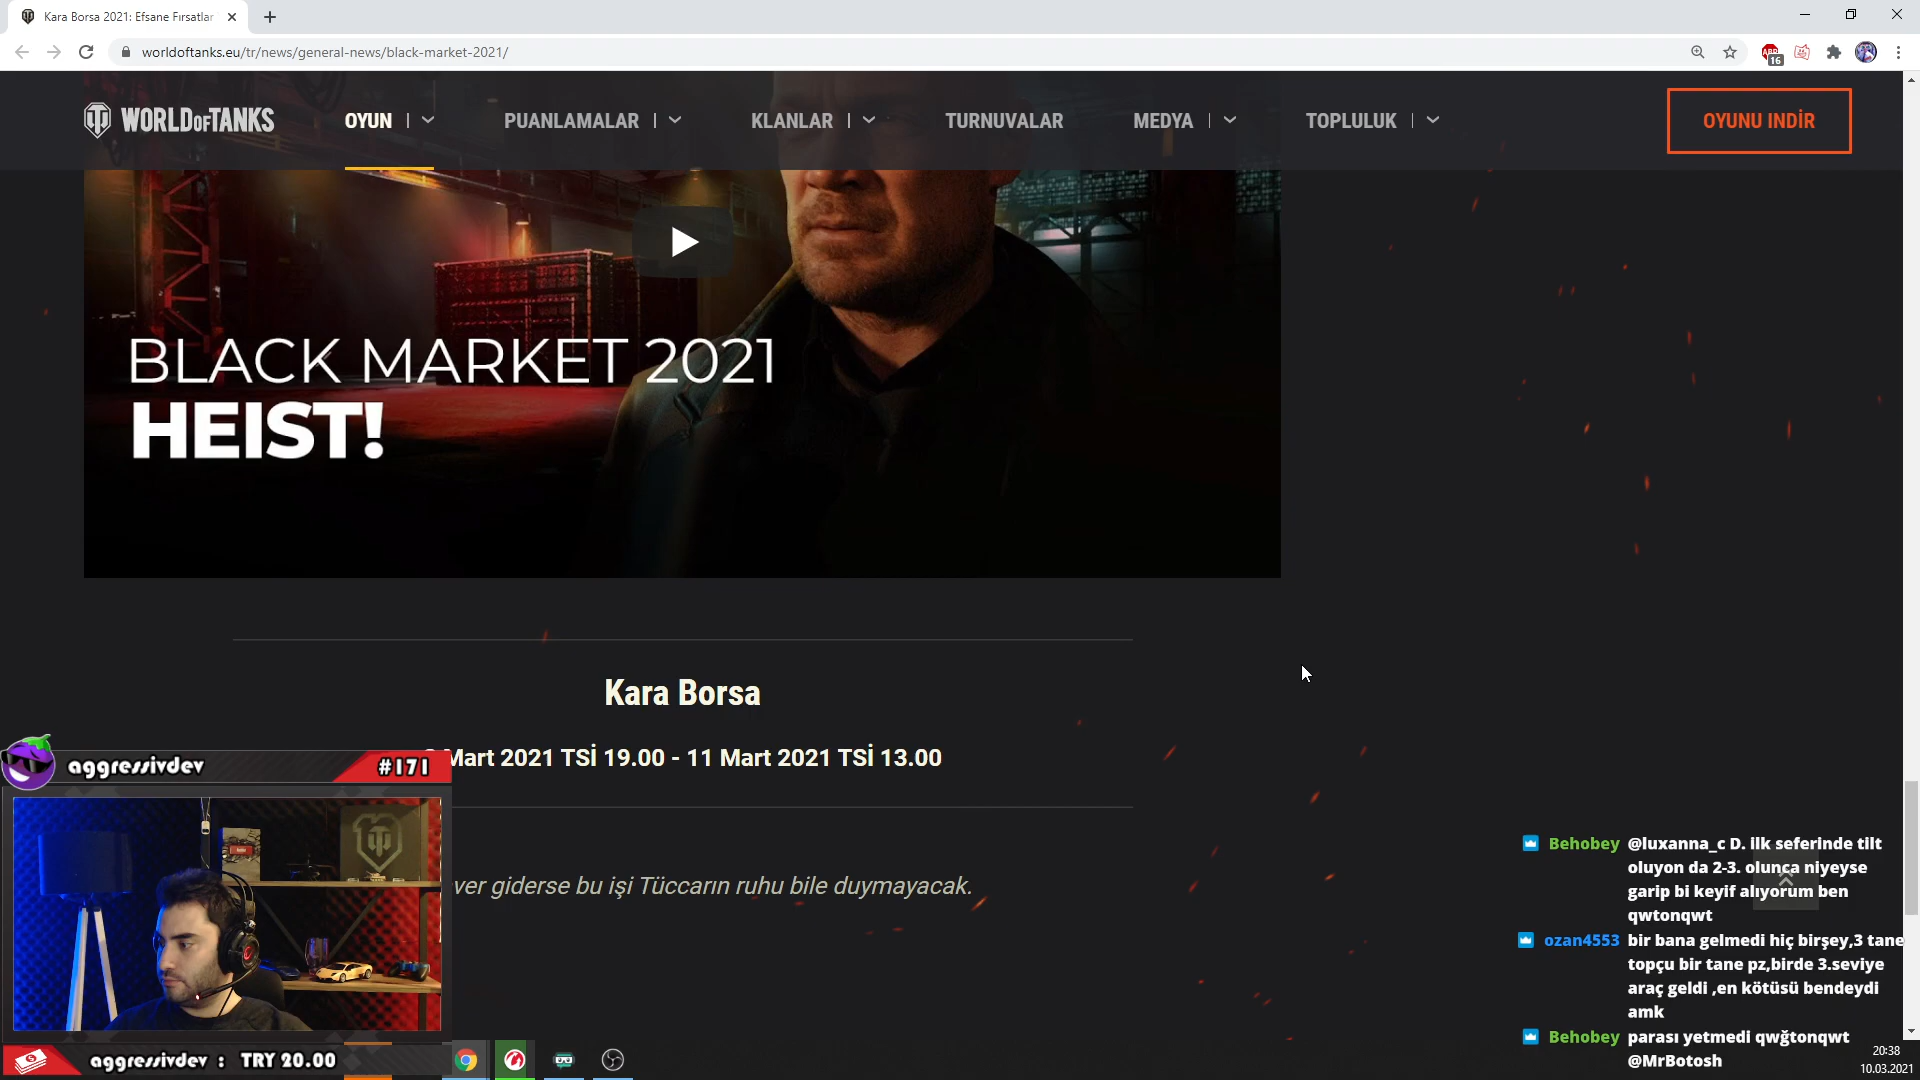 Kara Borsa 2021: Efsane Fırsatlar
worldoftanks.eu/tr/news/general-news/black-market-2021/
ABP
16
WORLD OF TANKS
OYUN
PUANLAMALAR
KLANLAR
TURNUVALAR
MEDYA
TOPLULUK
OYUNU INDİR
BLACK MARKET 2021
HEIST!
Kara Borsa
Mart 2021 TSİ 19.00 - 11 Mart 2021 TSİ 13.00
aggressivdev #171
ver giderse bu işi Tüccarın ruhu bile duymayacak.
Behobey @luxanna_c D. ilk seferinde tilt
oluyon da 2-3. olunca niyeyse
garip bi keyif alıyorum ben
qwtonqwt
ozan4553 bir bana gelmedi hiç birşey,3 tane
topçu bir tane pz,birde 3.seviye
araç geldi ,en kötüsü bendeydi
amk
Behobey parası yetmedi qwğtonqwt
@MrBotosh
aggressivdev : TRY 20.00
20:38
10.03.2021